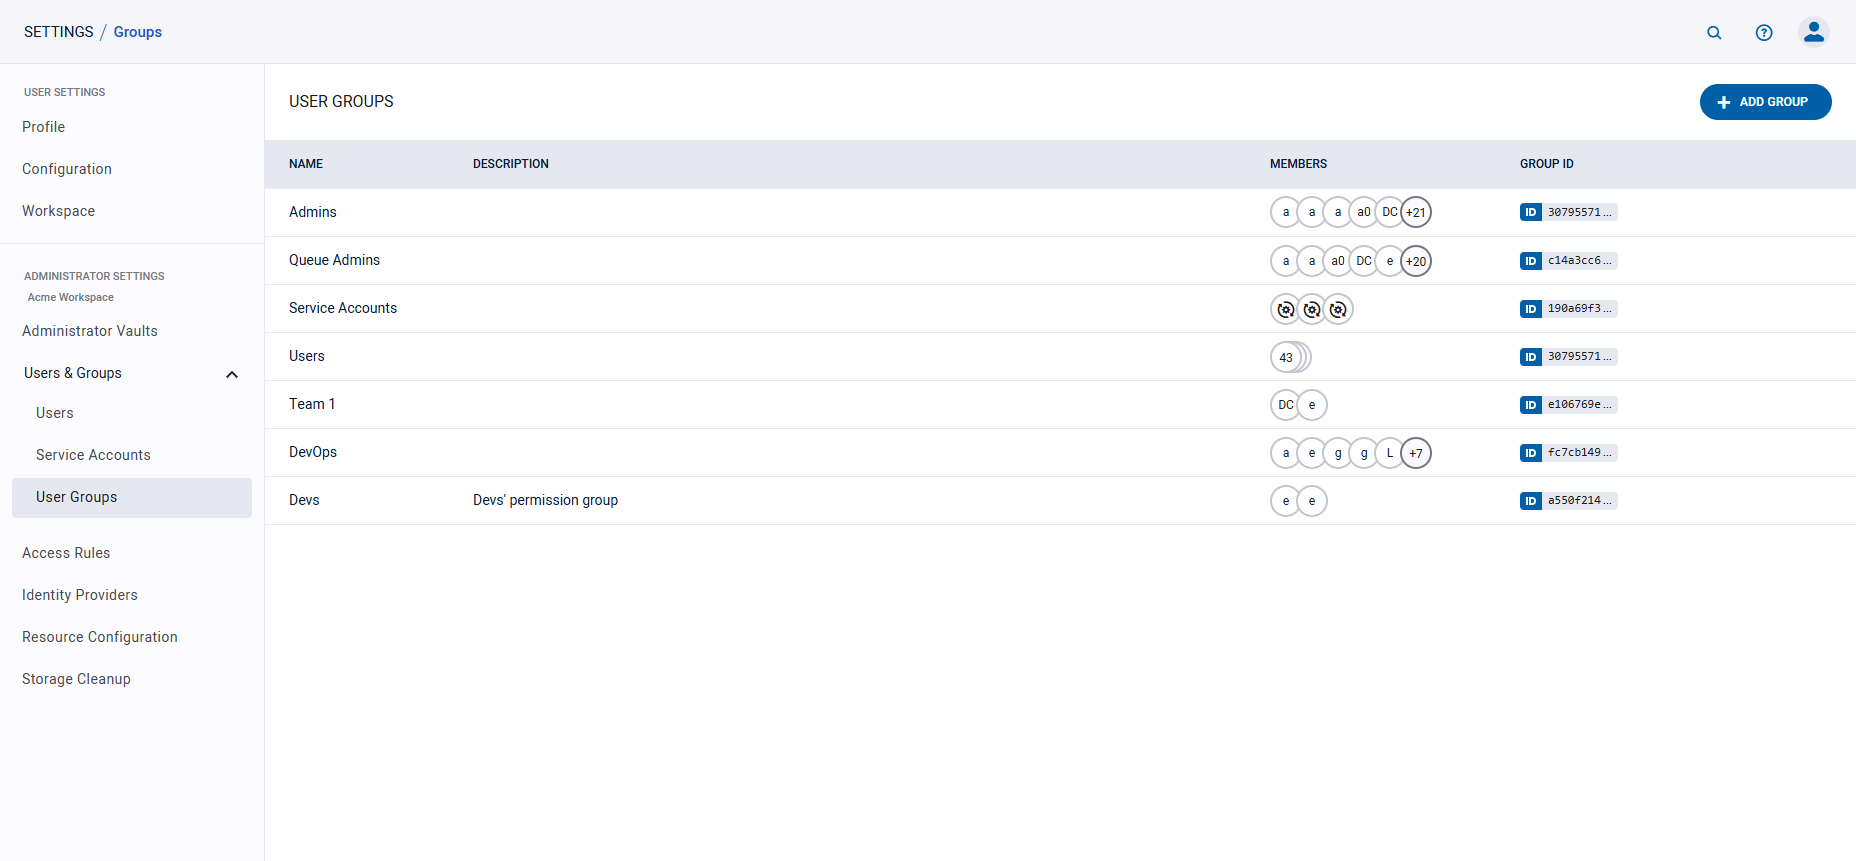 SETTINGS / Groups
USER SETTINGS
Profile
Configuration
Workspace
ADMINISTRATOR SETTINGS
Acme Workspace
Administrator Vaults
Users & Groups
Users
Service Accounts
User Groups
Access Rules
Identity Providers
Resource Configuration
Storage Cleanup
USER GROUPS
ADD GROUP
NAME DESCRIPTION MEMBERS GROUP ID
Admins a a a a0 DC +21 ID 30795571...
Queue Admins a a a0 DC e +20 ID c14a3cc6...
Service Accounts ID 190a69f3...
Users 43 ID 30795571...
Team 1 DC e ID e106769e...
DevOps a e g g L +7 ID fc7cb149...
Devs Devs' permission group e e ID a550f214...